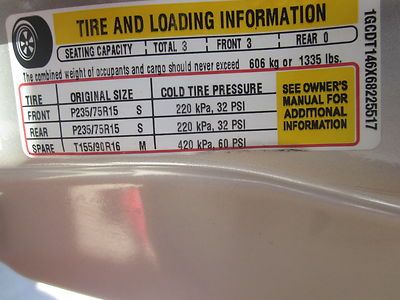 TIRE AND LOADING INFORMATION
SEATING CAPACITY TOTAL 3 FRONT 3 REAR 0
The combined weight of occupants and cargo should never exceed 606 kg or 1335 lbs.
TIRE ORIGINAL SIZE COLD TIRE PRESSURE
FRONT P235/75R15 S 220 kPa, 32 PSI
REAR P235/75R15 S 220 kPa, 32 PSI
SPARE T155/90R16 M 420 kPa, 60 PSI
SEE OWNER'S
MANUAL FOR
ADDITIONAL
INFORMATION